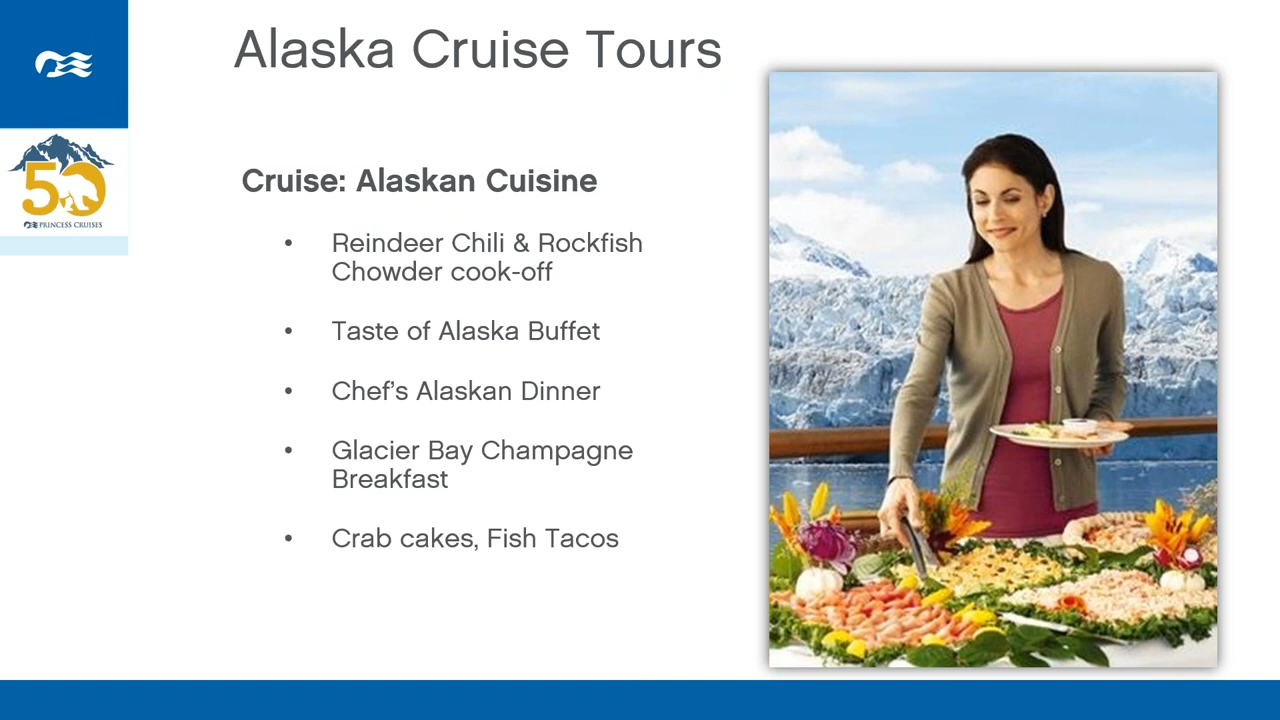 Alaska Cruise Tours
50
PRINCESS CRUISES
Cruise: Alaskan Cuisine
• Reindeer Chili & Rockfish
Chowder cook-off
• Taste of Alaska Buffet
• Chef’s Alaskan Dinner
• Glacier Bay Champagne
Breakfast
• Crab cakes, Fish Tacos